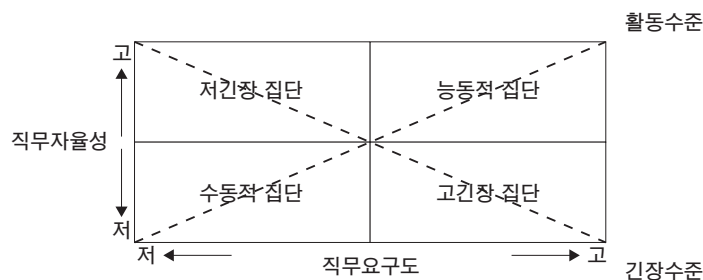 활동수준
고
저긴장 집단
능동적 집단
직무자율성
수동적 집단
고긴장 집단
저
저
직무요구도
고
긴장수준